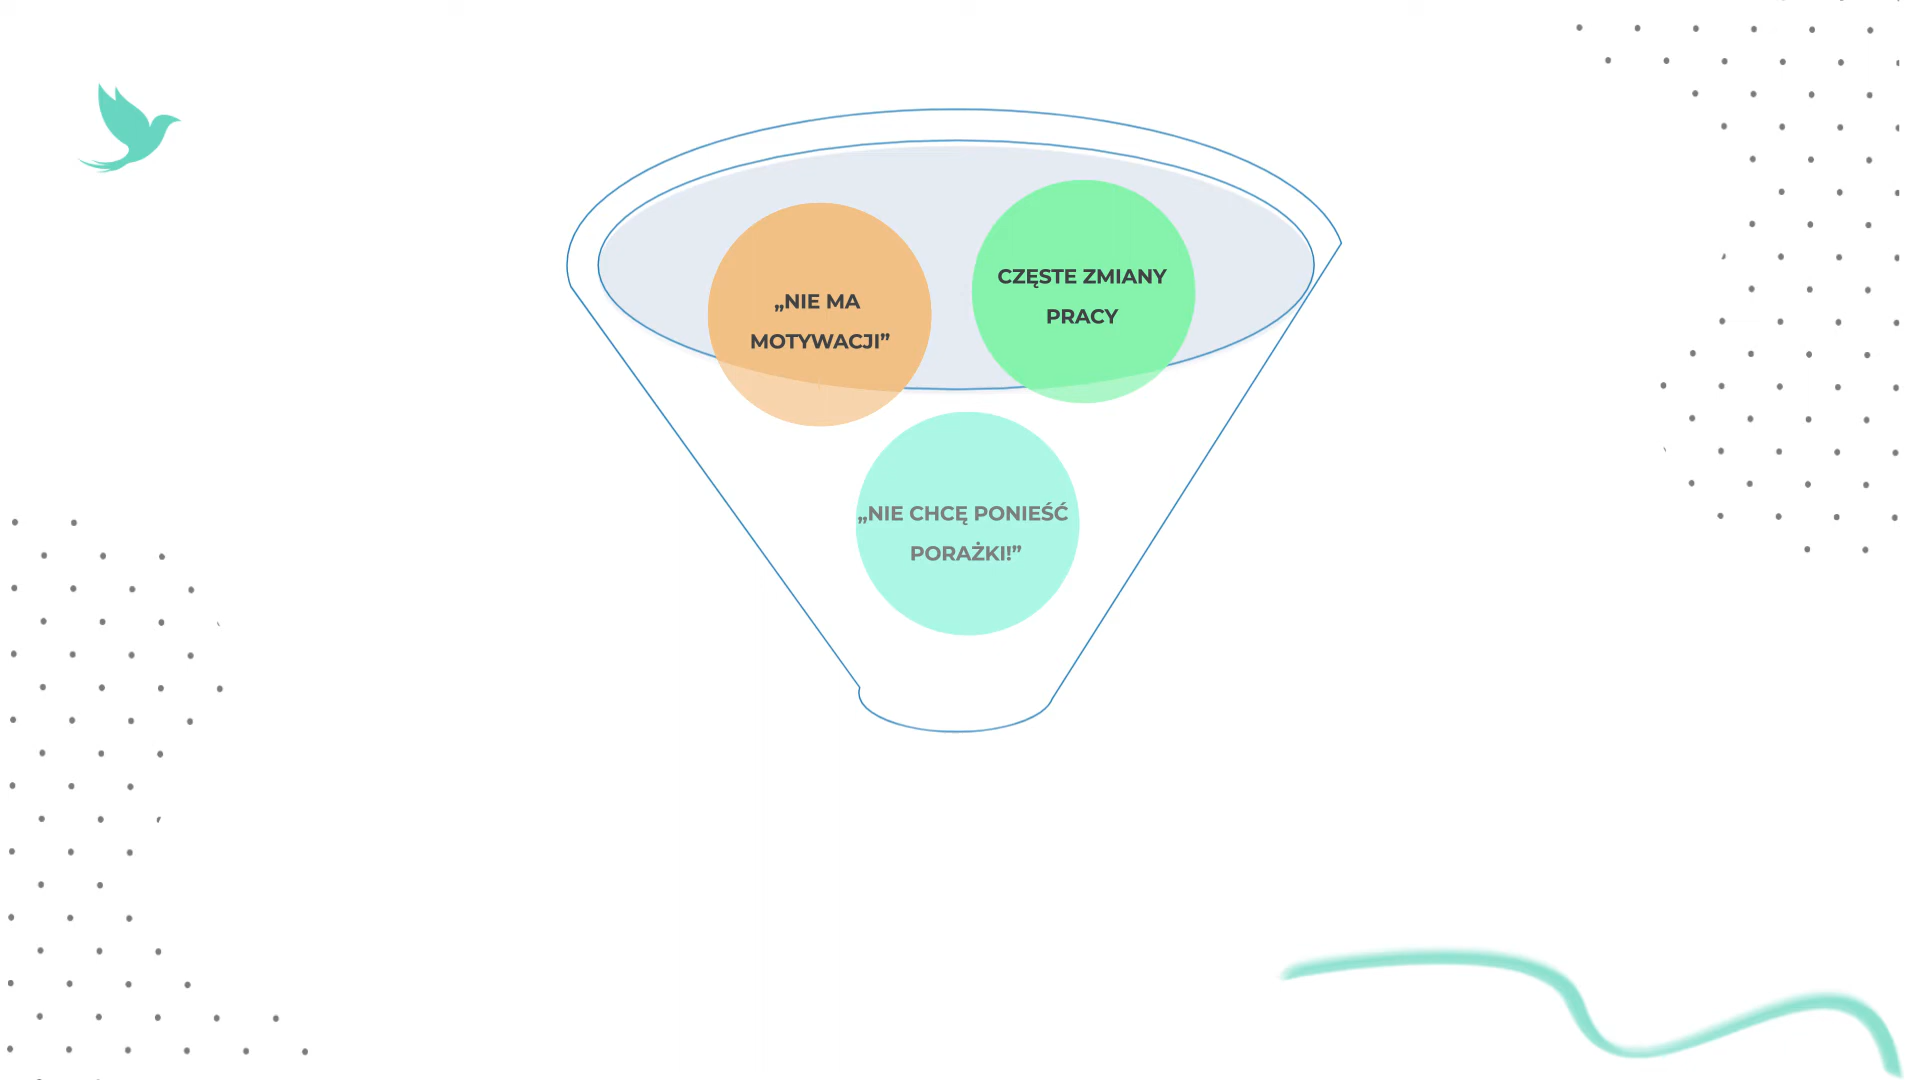 CZĘSTE ZMIANY
PRACY
„NIE MA
MOTYWACJI”
„NIE CHCĘ PONIEŚĆ
PORAŻKI!”